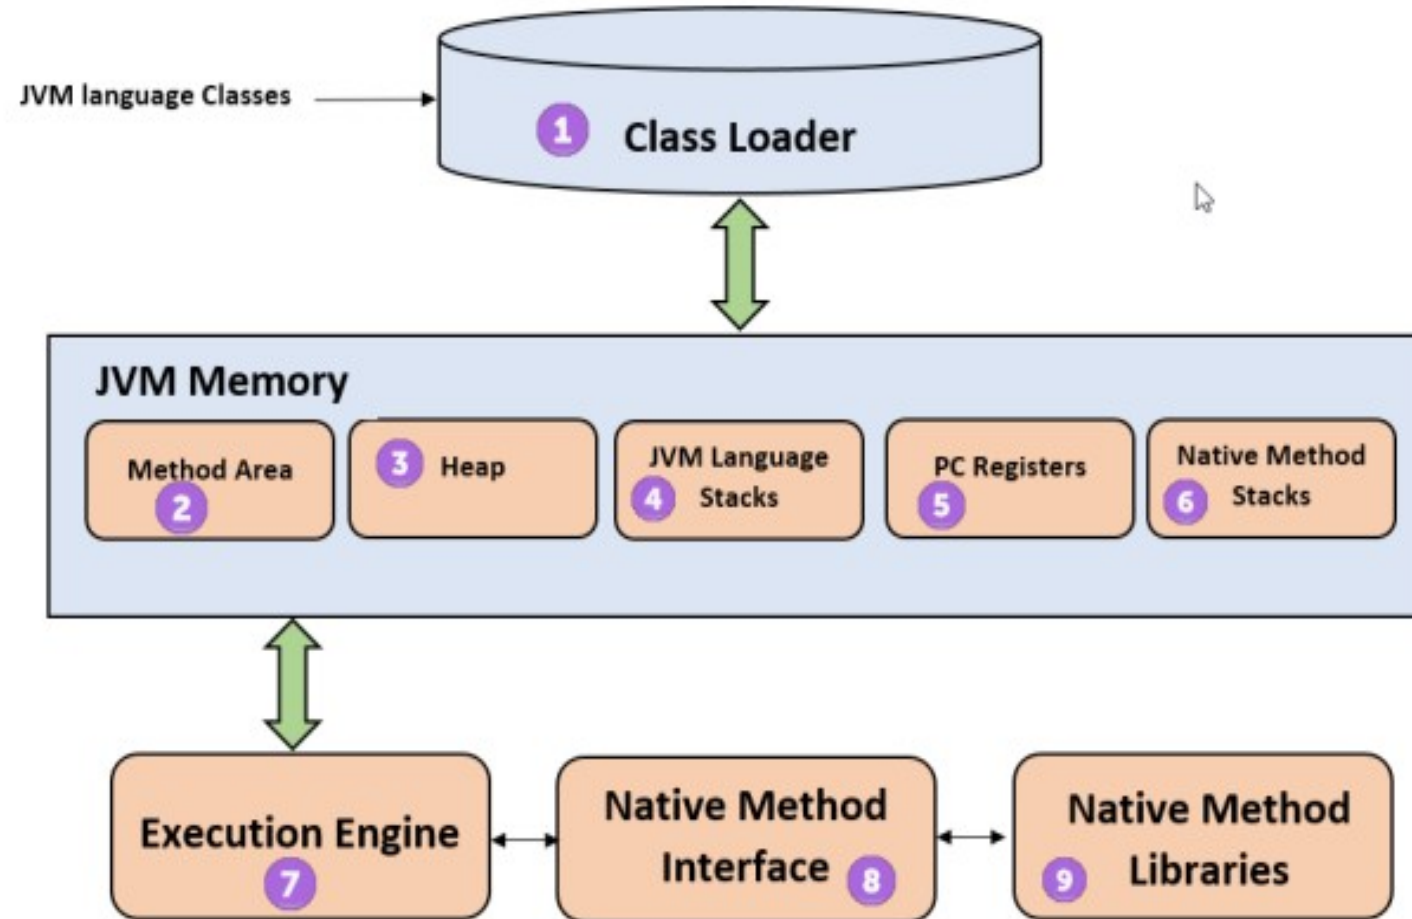 JVM language Classes
1 Class Loader
JVM Memory
Method Area
2
3 Heap
JVM Language
4 Stacks
PC Registers
5
Native Method
6 Stacks
Execution Engine
7
Native Method
Interface 8
Native Method
9 Libraries